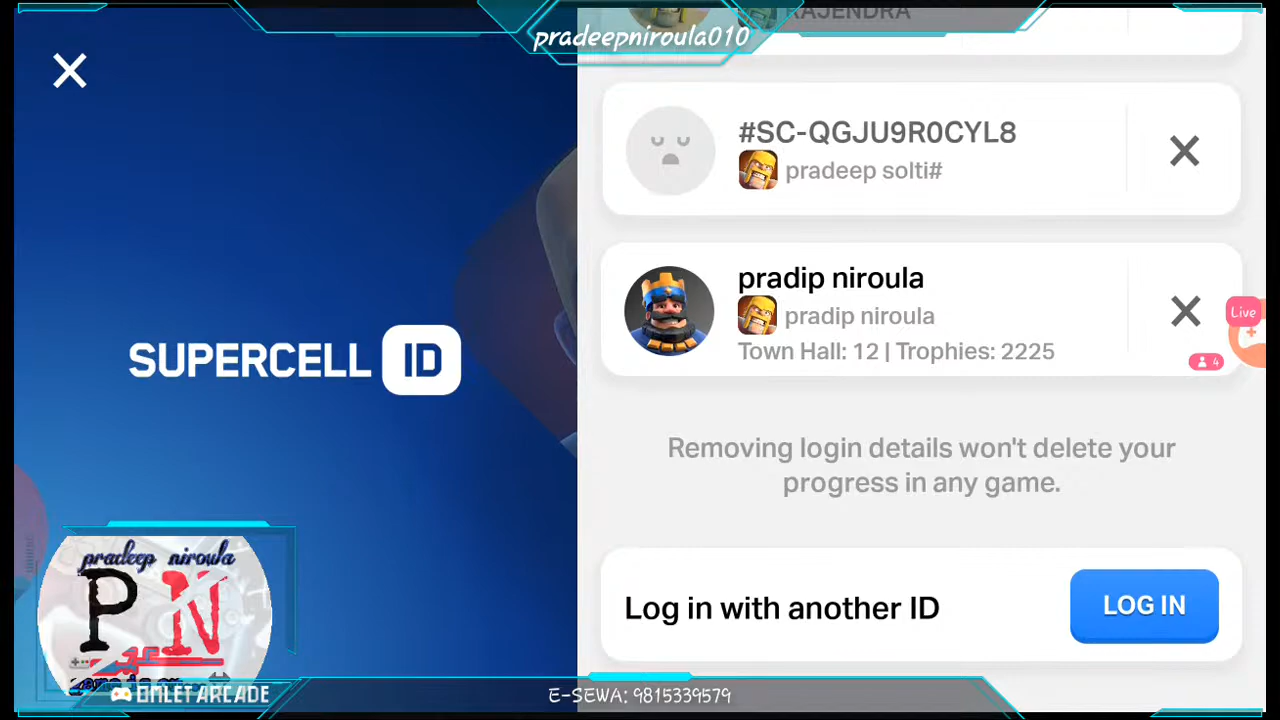 RAJENDRA
pradeepniroula010
#SC-QGJU9R0CYL8
pradeep solti#
pradip niroula
pradip niroula
Town Hall: 12 | Trophies: 2225
Live
4
SUPERCELL ID
Removing login details won't delete your
progress in any game.
Log in with another ID
LOG IN
pradeep niroula
PN
OMLET ARCADE
E-SEWA: 9815339579